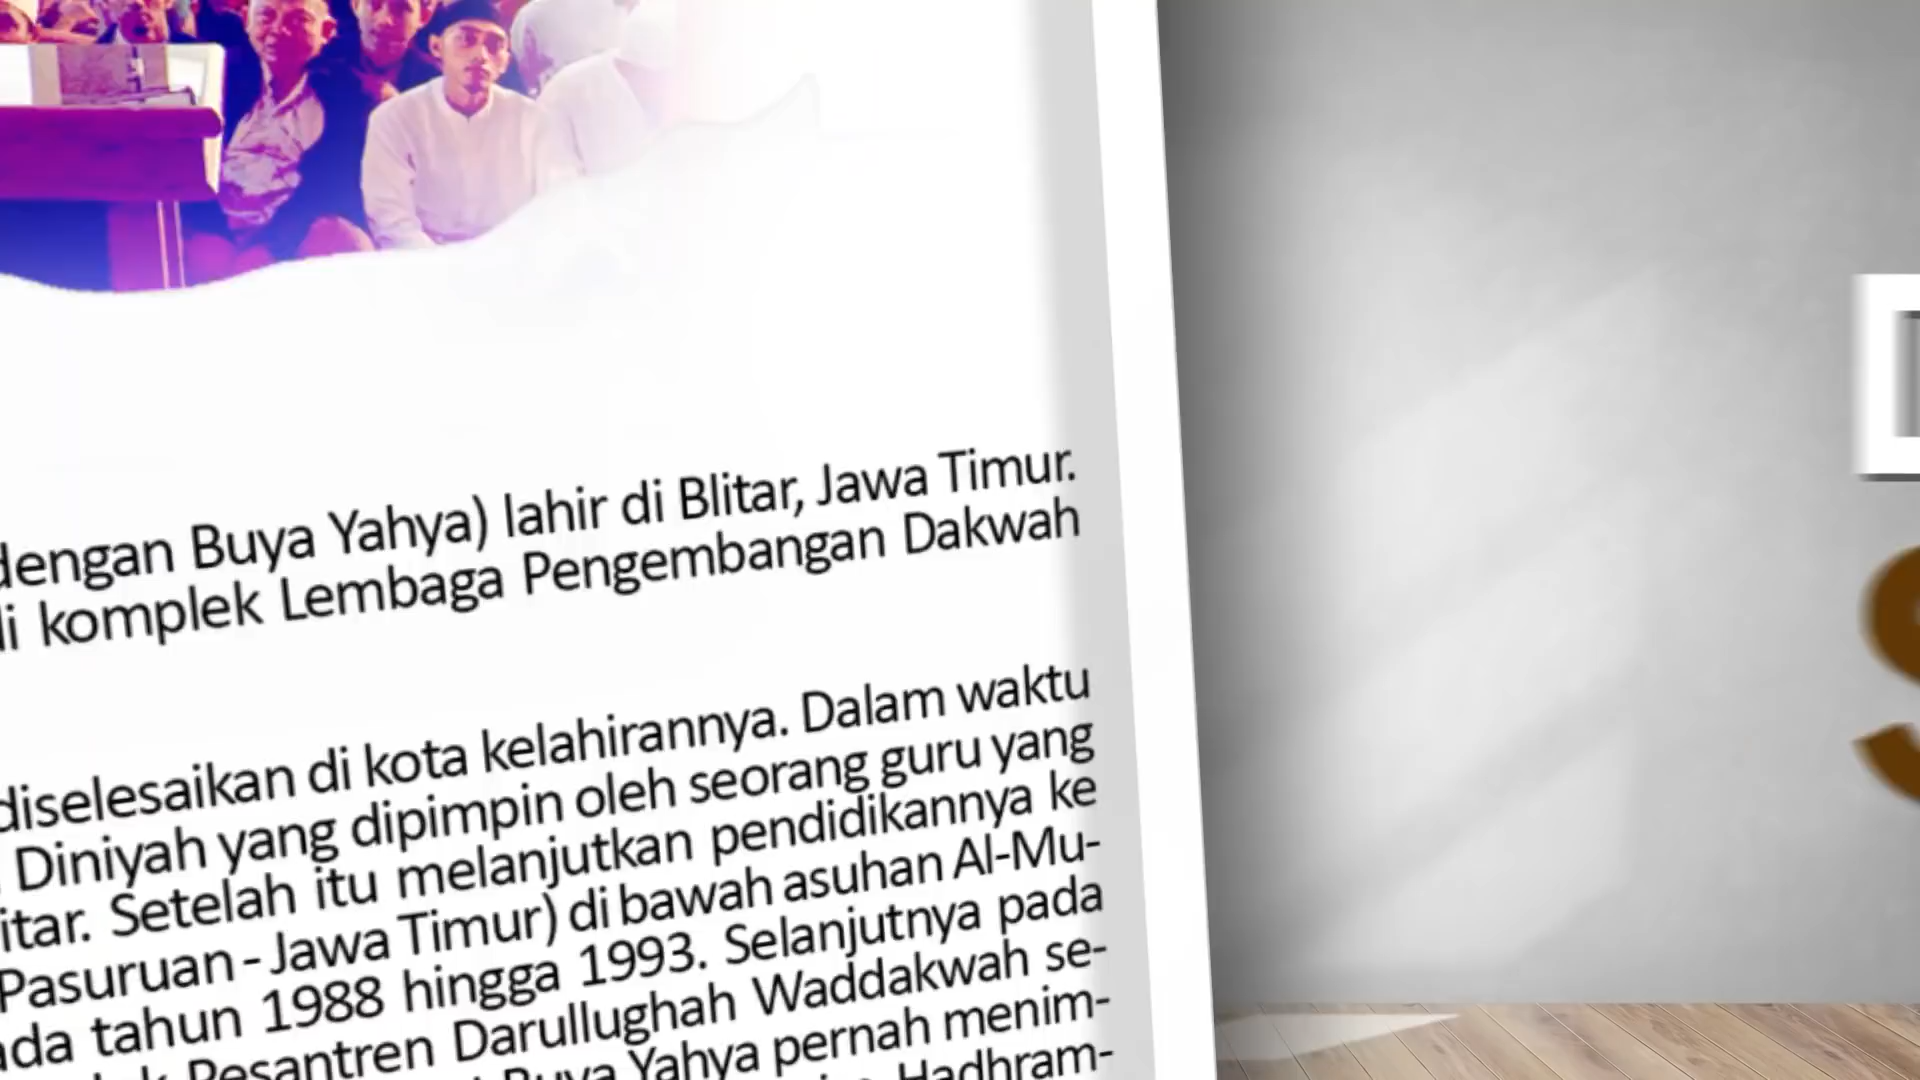 dengan Buya Yahya) lahir di Blitar, Jawa Timur.
di komplek Lembaga Pengembangan Dakwah
diselesaikan di kota kelahirannya. Dalam waktu
Diniyah yang dipimpin oleh seorang guru yang
itar. Setelah itu melanjutkan pendidikannya ke
Pasuruan - Jawa Timur) di bawah asuhan Al-Mu-
ada tahun 1988 hingga 1993. Selanjutnya pada
Pesantren Darullughah Waddakwah se-
Buya Yahya pernah menim-
Hadhram-